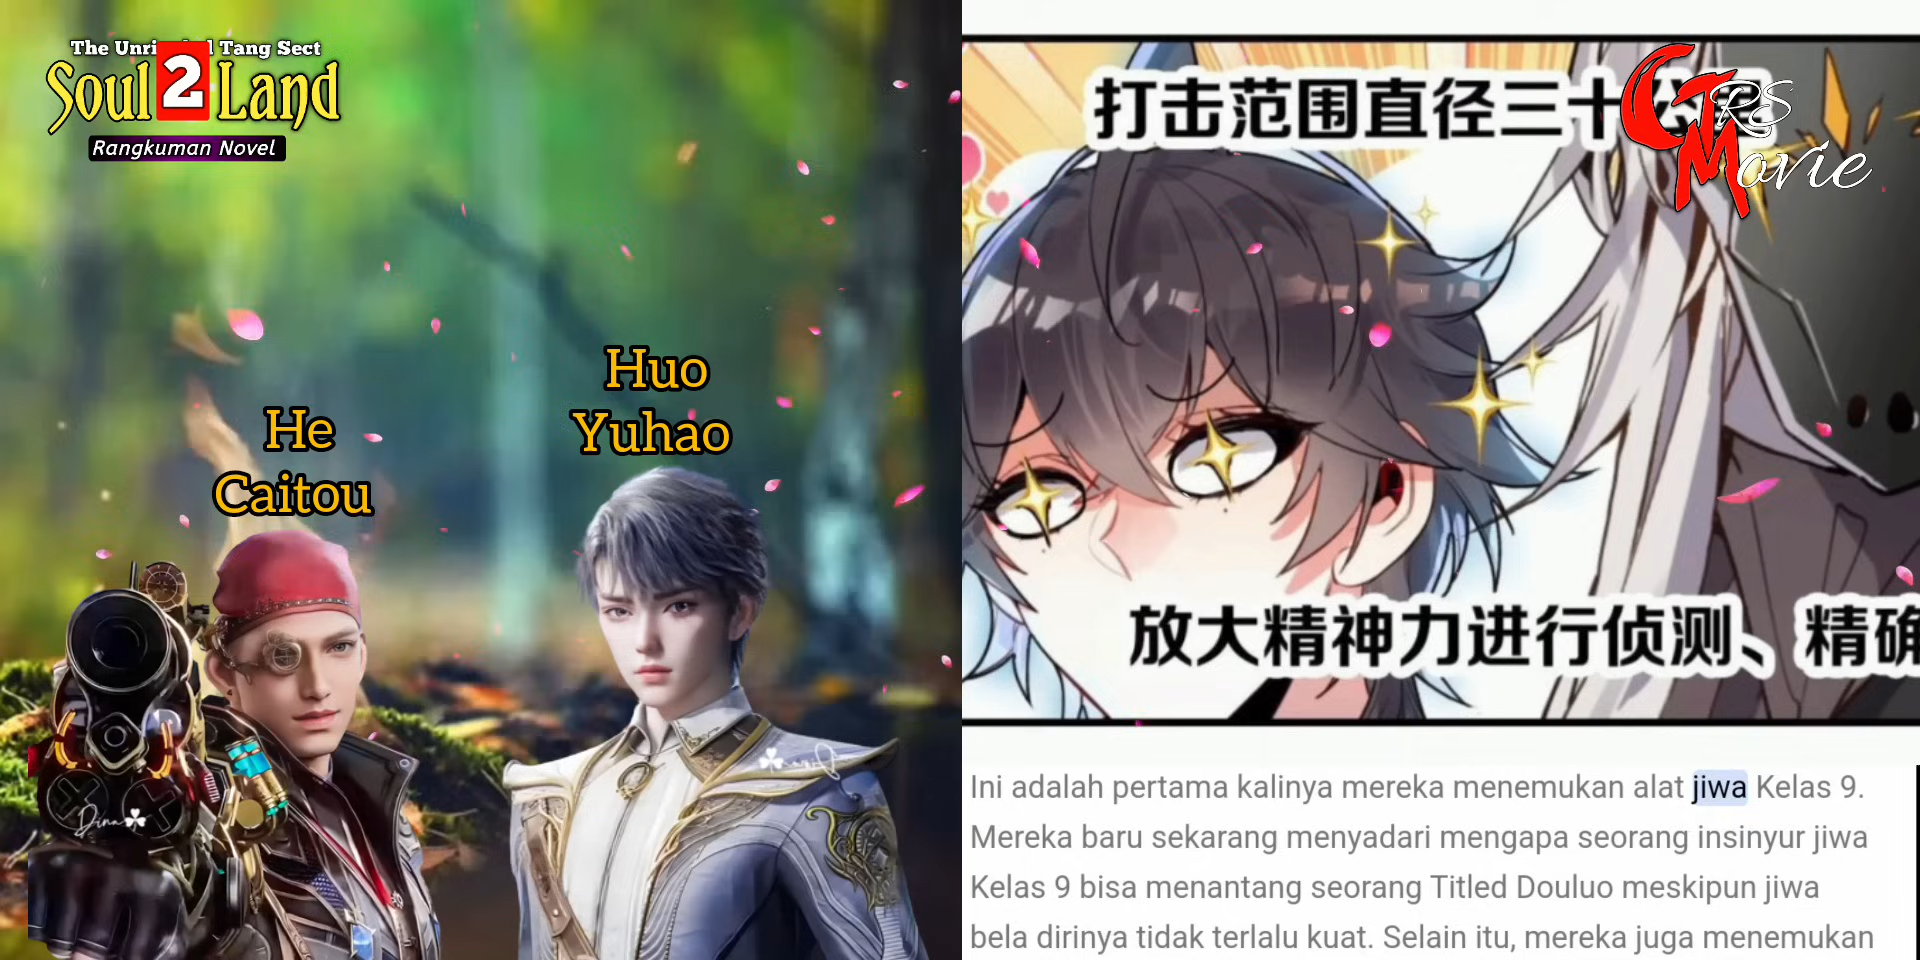 The Unri l Tang Sect
Soul 2 Land
Rangkuman Novel
He
Caitou
Huo
Yuhao
Dina
打击范围直径三十
CTRS
Movie
放大精神力进行侦测、精确
Ini adalah pertama kalinya mereka menemukan alat jiwa Kelas 9.
Mereka baru sekarang menyadari mengapa seorang insinyur jiwa
Kelas 9 bisa menantang seorang Titled Douluo meskipun jiwa
bela dirinya tidak terlalu kuat. Selain itu, mereka juga menemukan